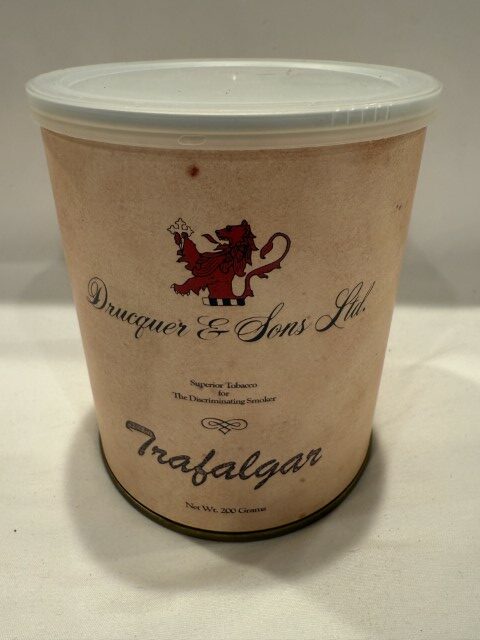 Drucquer & Sons Ltd.
Superior Tobacco
for
The Discriminating Smoker
Trafalgar
Net Wt. 200 Grams